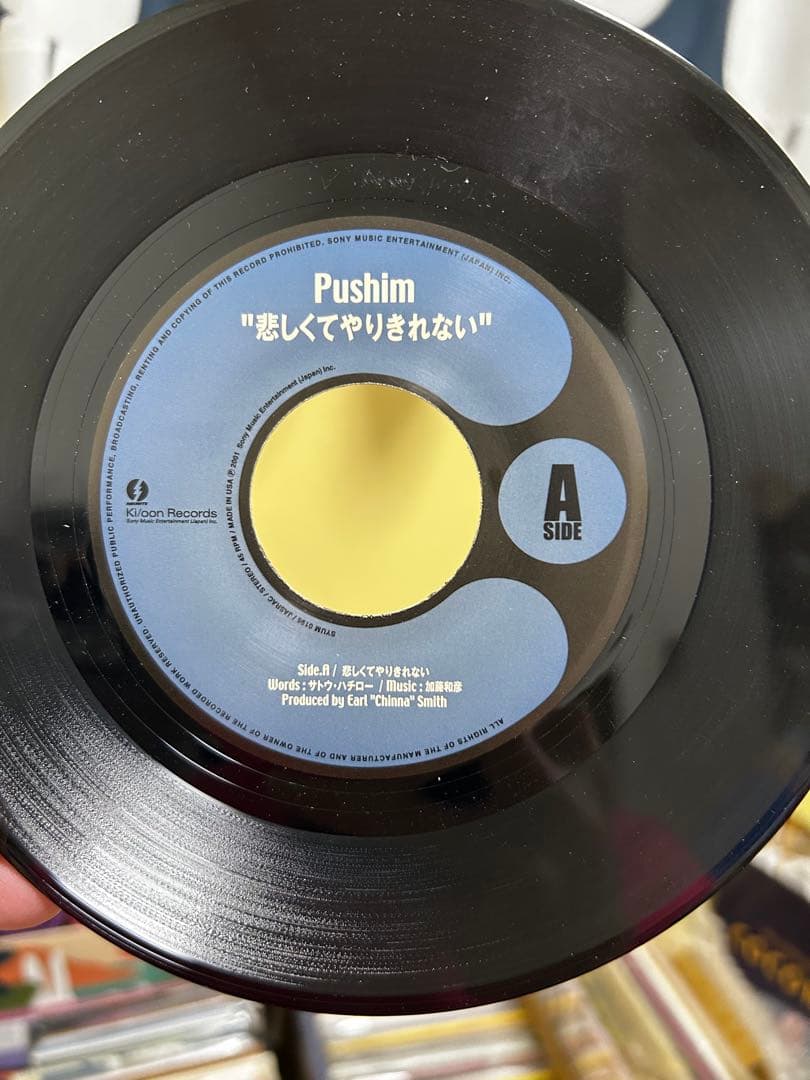 Pushim
"悲しくてやりきれない"
A
SIDE
Ki/oon Records
(Sony Music Entertainment (Japan) Inc.
SYUM 0196 / JASRAC / STEREO / 45 RPM / MADE IN USA Ⓟ 2001 Sony Music Entertainment (Japan) Inc.
Side.A / 悲しくてやりきれない
Words : サトウ・ハチロー / Music : 加藤和彦
Produced by Earl "Chinna" Smith
ALL RIGHTS OF THE MANUFACTURER AND OF THE OWNER OF THE RECORDED WORK RESERVED. UNAUTHORIZED PUBLIC PERFORMANCE, BROADCASTING, RENTING AND COPYING OF THIS RECORD PROHIBITED. SONY MUSIC ENTERTAINMENT (JAPAN) INC.